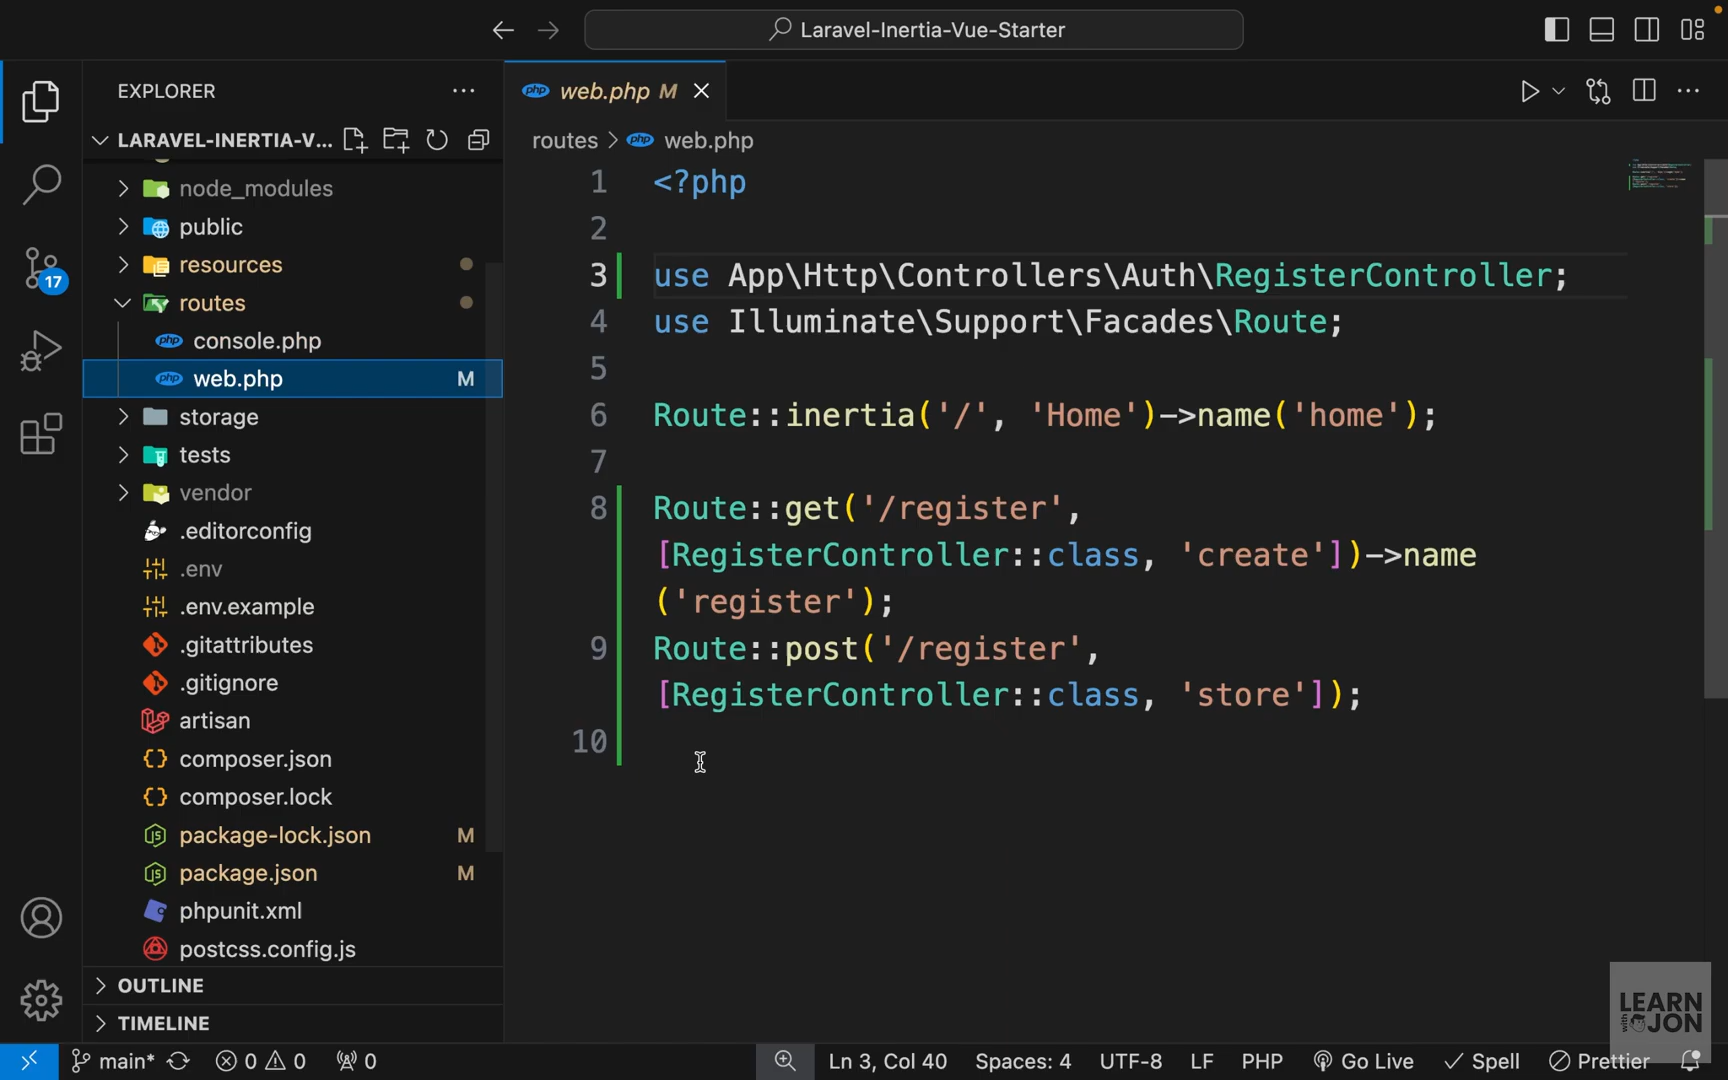 Laravel-Inertia-Vue-Starter
EXPLORER
LARAVEL-INERTIA-V...
node_modules
public
resources
routes
console.php
web.php M
storage
tests
vendor
.editorconfig
.env
.env.example
.gitattributes
.gitignore
artisan
composer.json
composer.lock
package-lock.json M
package.json M
phpunit.xml
postcss.config.js
OUTLINE
TIMELINE
17
php web.php M
routes > php web.php
1 <?php
2
3 use App\Http\Controllers\Auth\RegisterController;
4 use Illuminate\Support\Facades\Route;
5
6 Route::inertia('/', 'Home')->name('home');
7
8 Route::get('/register',
[RegisterController::class, 'create'])->name
('register');
9 Route::post('/register',
[RegisterController::class, 'store']);
10
LEARN
with JON
main* 0 0 0 Ln 3, Col 40 Spaces: 4 UTF-8 LF PHP Go Live Spell Prettier